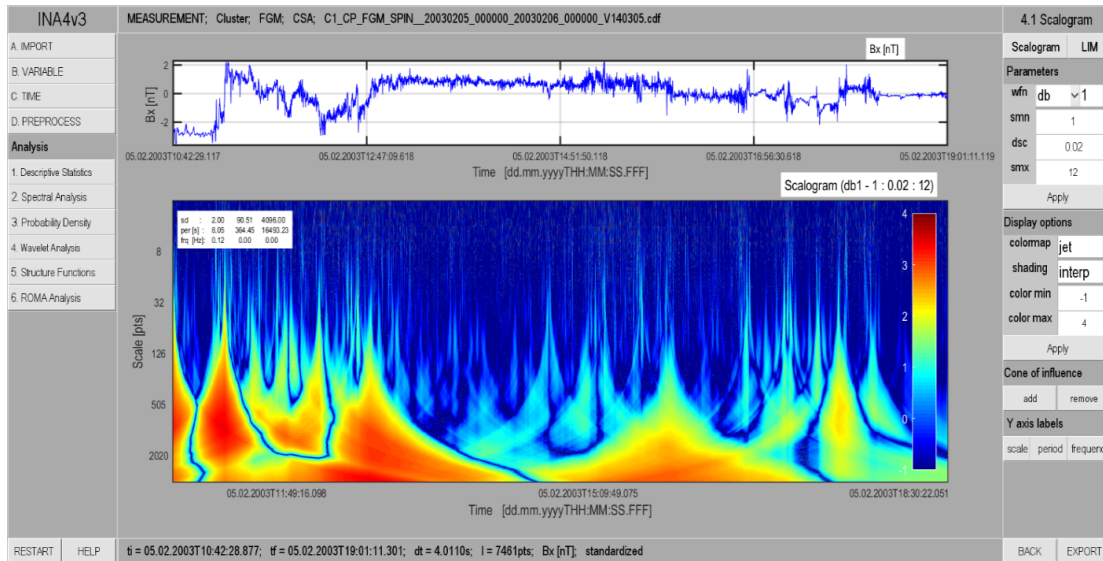 INA4v3
MEASUREMENT; Cluster; FGM; CSA; C1_CP_FGM_SPIN__20030205_000000_20030206_000000_V140305.cdf
4.1 Scalogram
A. IMPORT
B. VARIABLE
C. TIME
D. PREPROCESS
Analysis
1. Descriptive Statistics
2. Spectral Analysis
3. Probability Density
4. Wavelet Analysis
5. Structure Functions
6. ROMA Analysis
RESTART HELP
Bx [nT]
Bx [nT]
2
0
-2
05.02.2003T10:42:29.117 05.02.2003T12:47:09.618 05.02.2003T14:51:50.118 05.02.2003T16:56:30.618 05.02.2003T19:01:11.119
Time [dd.mm.yyyyTHH:MM:SS.FFF]
Scalogram (db1 - 1 : 0.02 : 12)
sd : 2.00 90.51 4096.00
per [s] : 8.05 364.45 16493.23
frq [Hz]: 0.12 0.00 0.00
Scale [pts]
8
32
126
505
2020
4
3
2
1
0
-1
05.02.2003T11:49:16.098 05.02.2003T15:09:49.075 05.02.2003T18:30:22.051
Time [dd.mm.yyyyTHH:MM:SS.FFF]
ti = 05.02.2003T10:42:28.877; tf = 05.02.2003T19:01:11.301; dt = 4.0110s; l = 7461pts; Bx [nT]; standardized
Scalogram LIM
Parameters
wfn db 1
smn 1
dsc 0.02
smx 12
Apply
Display options
colormap jet
shading interp
color min -1
color max 4
Apply
Cone of influence
add remove
Y axis labels
scale period frequenc
BACK EXPORT